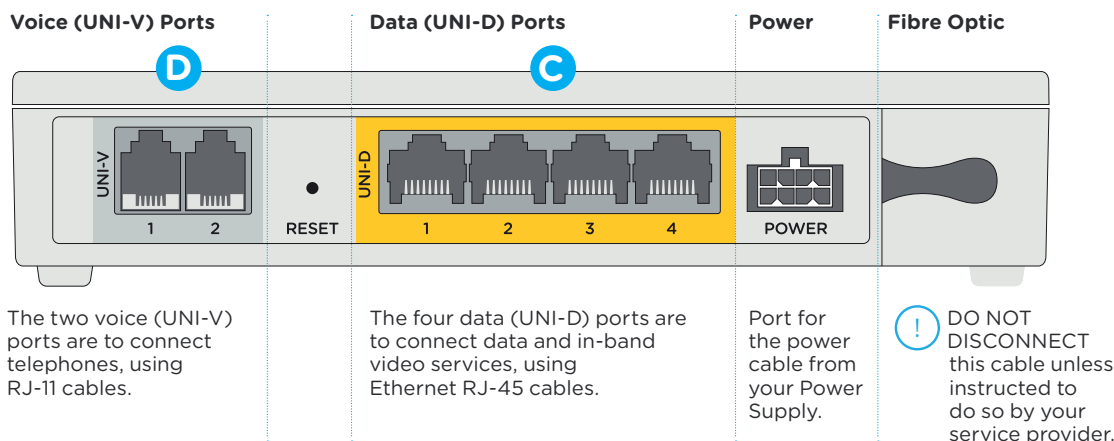 Voice (UNI-V) Ports
Data (UNI-D) Ports
Power
Fibre Optic
D
C
UNI-V
1
2
RESET
UNI-D
1
2
3
4
POWER
The two voice (UNI-V)
ports are to connect
telephones, using
RJ-11 cables.
The four data (UNI-D) ports are
to connect data and in-band
video services, using
Ethernet RJ-45 cables.
Port for
the power
cable from
your Power
Supply.
!
DO NOT
DISCONNECT
this cable unless
instructed to
do so by your
service provider.